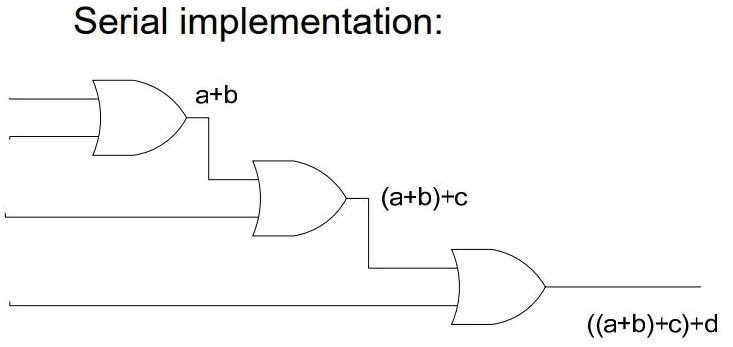 Serial implementation:
a+b
(a+b)+c
((a+b)+c)+d